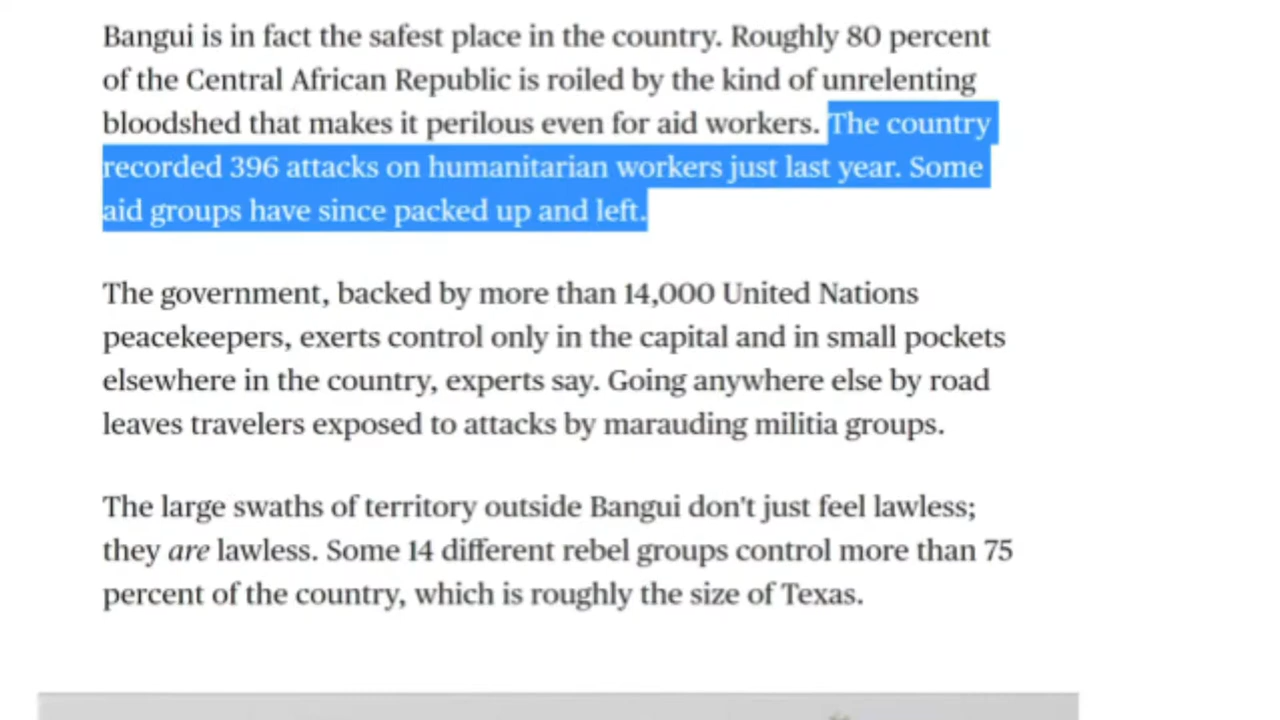 Bangui is in fact the safest place in the country. Roughly 80 percent
of the Central African Republic is roiled by the kind of unrelenting
bloodshed that makes it perilous even for aid workers. The country
recorded 396 attacks on humanitarian workers just last year. Some
aid groups have since packed up and left.
The government, backed by more than 14,000 United Nations
peacekeepers, exerts control only in the capital and in small pockets
elsewhere in the country, experts say. Going anywhere else by road
leaves travelers exposed to attacks by marauding militia groups.
The large swaths of territory outside Bangui don't just feel lawless;
they are lawless. Some 14 different rebel groups control more than 75
percent of the country, which is roughly the size of Texas.